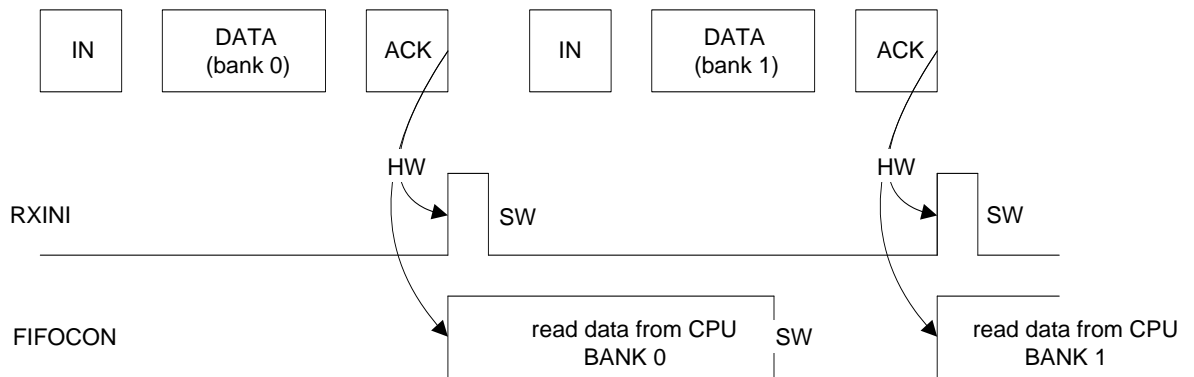 IN
DATA
(bank 0)
ACK
IN
DATA
(bank 1)
ACK
HW
HW
RXINI
SW
SW
FIFOCON
read data from CPU
BANK 0
SW
read data from CPU
BANK 1